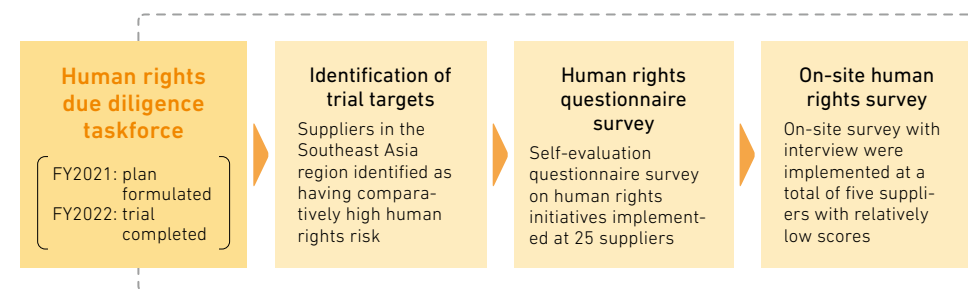 Human rights
due diligence
taskforce
FY2021: plan
formulated
FY2022: trial
completed
Identification of
trial targets
Suppliers in the
Southeast Asia
region identified as
having compara-
tively high human
rights risk
Human rights
questionnaire
survey
Self-evaluation
questionnaire survey
on human rights
initiatives implement-
ed at 25 suppliers
On-site human
rights survey
On-site survey with
interview were
implemented at a
total of five suppli-
ers with relatively
low scores